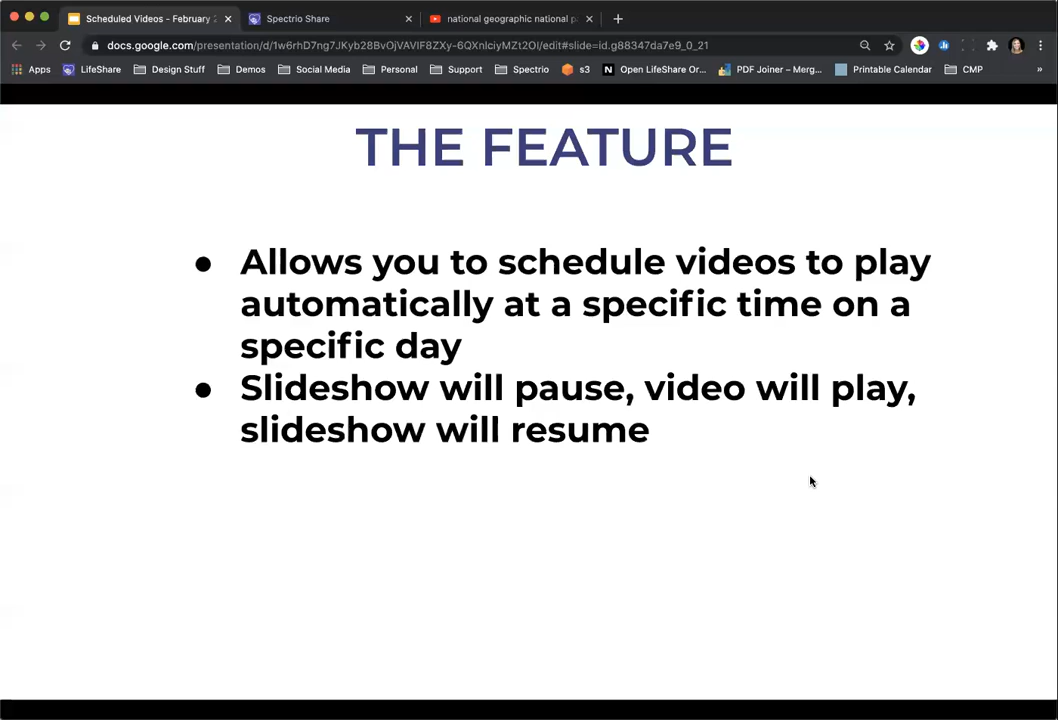 Scheduled Videos - February 2
Spectrio Share
national geographic national p
docs.google.com/presentation/d/1w6rhD7ng7JKyb28BvOjVAVIF8ZXy-6QXnIciyMZt2OI/edit#slide=id.g88347da7e9_0_21
Apps
LifeShare
Design Stuff
Demos
Social Media
Personal
Support
Spectrio
s3
Open LifeShare Or...
PDF Joiner – Merg...
Printable Calendar
CMP
»
THE FEATURE
● Allows you to schedule videos to play
automatically at a specific time on a
specific day
● Slideshow will pause, video will play,
slideshow will resume